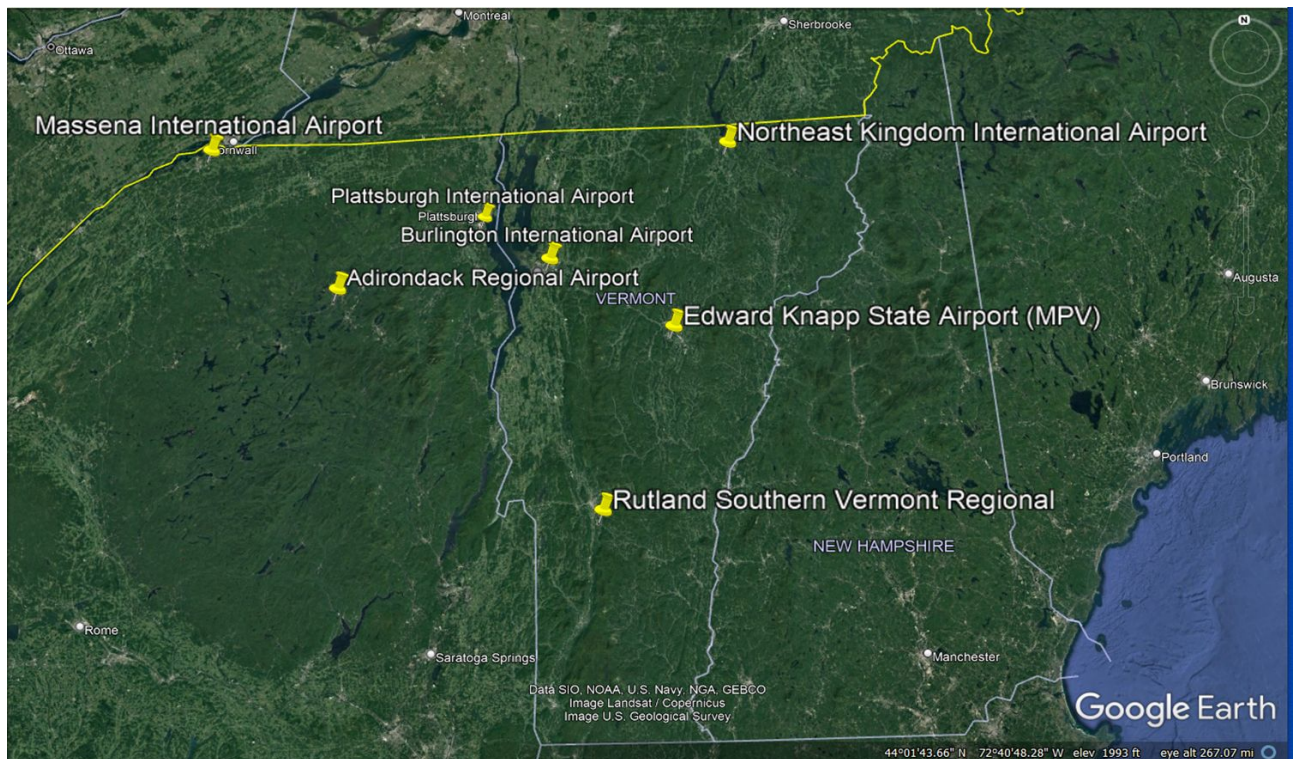 Montreal
Sherbrooke
N
Ottawa
Massena International Airport
Cornwall
Northeast Kingdom International Airport
Plattsburgh International Airport
Plattsburgh
Burlington International Airport
Adirondack Regional Airport
Augusta
VERMONT
Edward Knapp State Airport (MPV)
Brunswick
Portland
Rutland Southern Vermont Regional
NEW HAMPSHIRE
Rome
Saratoga Springs
Manchester
Data SIO, NOAA, U.S. Navy, NGA, GEBCO
Image Landsat / Copernicus
Image U.S. Geological Survey
Google Earth
44°01'43.66" N 72°40'48.28" W elev 1993 ft eye alt 267.07 mi